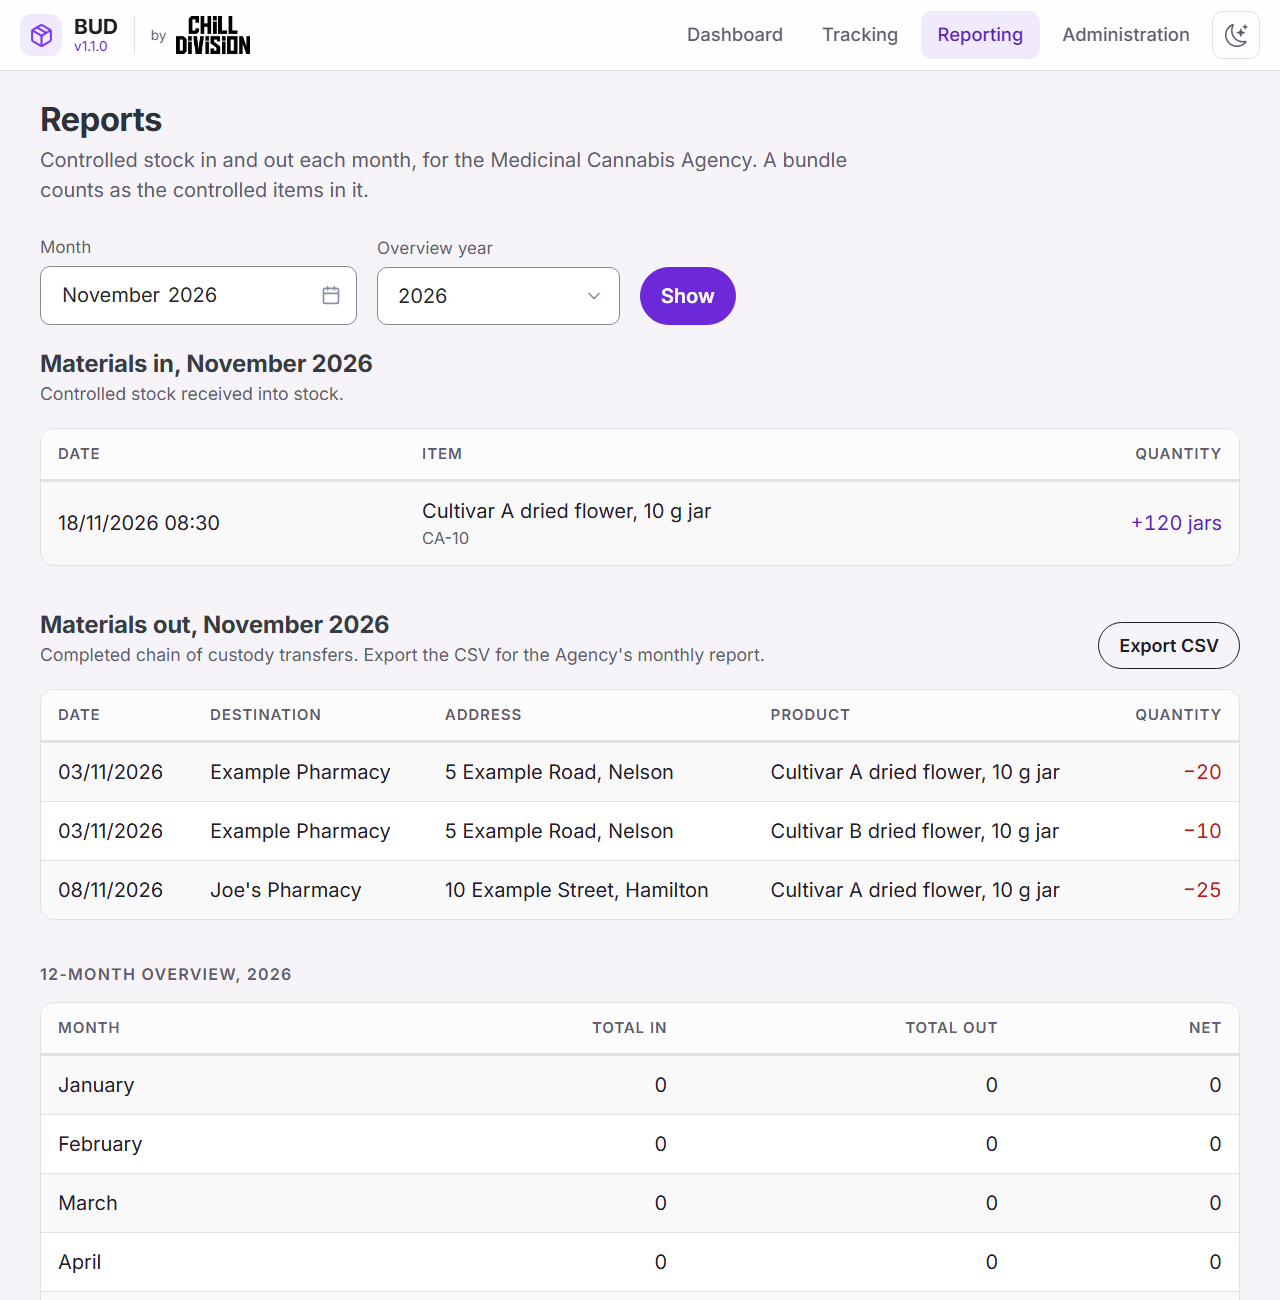 BUD
v1.1.0
by
CHILL
DIVISION
Dashboard
Tracking
Reporting
Administration
Reports
Controlled stock in and out each month, for the Medicinal Cannabis Agency. A bundle
counts as the controlled items in it.
Month
Overview year
November 2026
2026
Show
Materials in, November 2026
Controlled stock received into stock.
DATE ITEM QUANTITY
18/11/2026 08:30 Cultivar A dried flower, 10 g jar +120 jars
CA-10
Materials out, November 2026
Completed chain of custody transfers. Export the CSV for the Agency's monthly report.
Export CSV
DATE DESTINATION ADDRESS PRODUCT QUANTITY
03/11/2026 Example Pharmacy 5 Example Road, Nelson Cultivar A dried flower, 10 g jar −20
03/11/2026 Example Pharmacy 5 Example Road, Nelson Cultivar B dried flower, 10 g jar −10
08/11/2026 Joe's Pharmacy 10 Example Street, Hamilton Cultivar A dried flower, 10 g jar −25
12-MONTH OVERVIEW, 2026
MONTH TOTAL IN TOTAL OUT NET
January 0 0 0
February 0 0 0
March 0 0 0
April 0 0 0